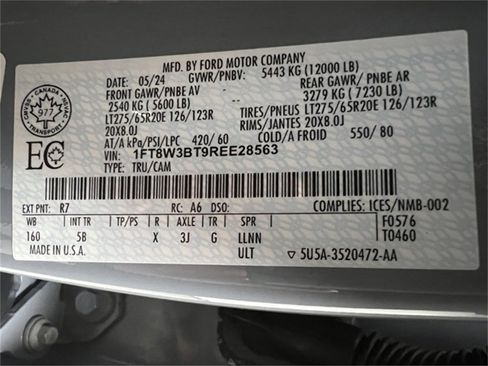 MFD. BY FORD MOTOR COMPANY
05/24 GVWR/PNBV: 5443 KG (12000 LB)
FRONT GAWR/PNBE AV REAR GAWR/ PNBE AR
2540 KG ( 5600 LB) 3279 KG ( 7230 LB)
LT275/65R20E 126/123R TIRES/PNEUS LT275/65R20E 126/123R
20X8.0J RIMS/JANTES 20X8.0J
AT/A kPa/PSI/LPC 420/60 COLD/A FROID 550/80
VIN: 1FT8W3BT9REE28563
TYPE: TRU/CAM
CANADA
977
TRANSPORT
EC
EXT PNT: R7 RC: A6 DSO: COMPLIES: ICES/NMB-002
WB INT TR TP/PS R AXLE TR SPR F0576
160 5B X 3J G LLNN T0460
MADE IN U.S.A. ULT 5U5A-3520472-AA